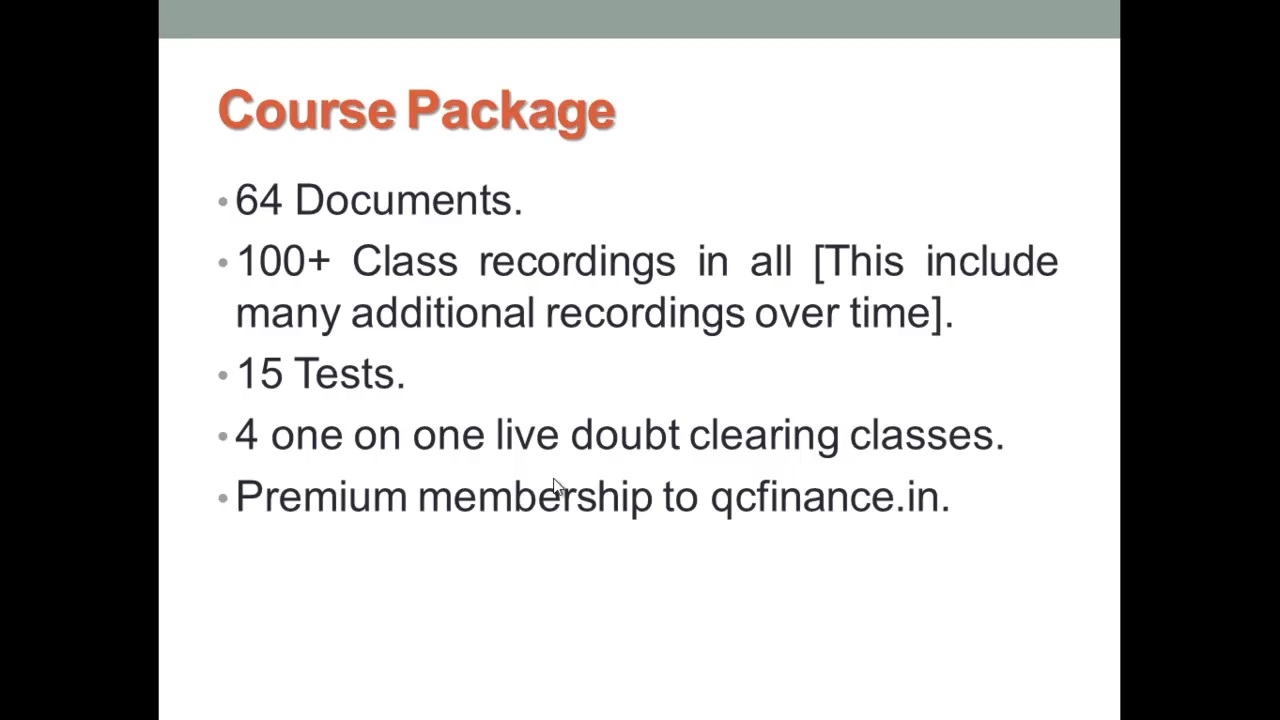 Course Package
• 64 Documents.
• 100+ Class recordings in all [This include
many additional recordings over time].
• 15 Tests.
• 4 one on one live doubt clearing classes.
• Premium membership to qcfinance.in.